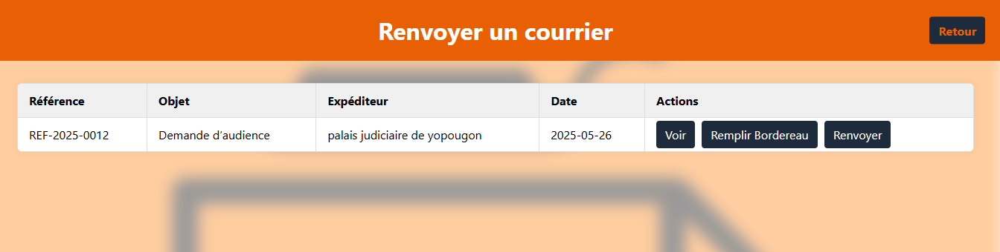 Renvoyer un courrier
Retour
Référence Objet Expéditeur Date Actions
REF-2025-0012 Demande d’audience palais judiciaire de yopougon 2025-05-26 Voir Remplir Bordereau Renvoyer